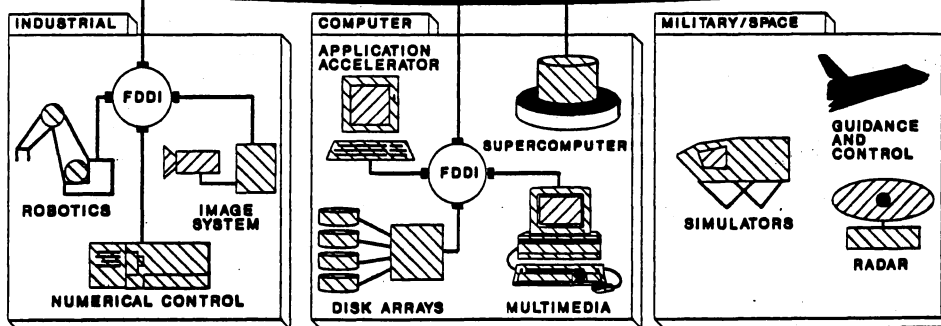 INDUSTRIAL
FDDI
ROBOTICS
IMAGE
SYSTEM
NUMERICAL CONTROL
COMPUTER
APPLICATION
ACCELERATOR
SUPERCOMPUTER
FDDI
DISK ARRAYS
MULTIMEDIA
MILITARY/SPACE
GUIDANCE
AND
CONTROL
SIMULATORS
RADAR